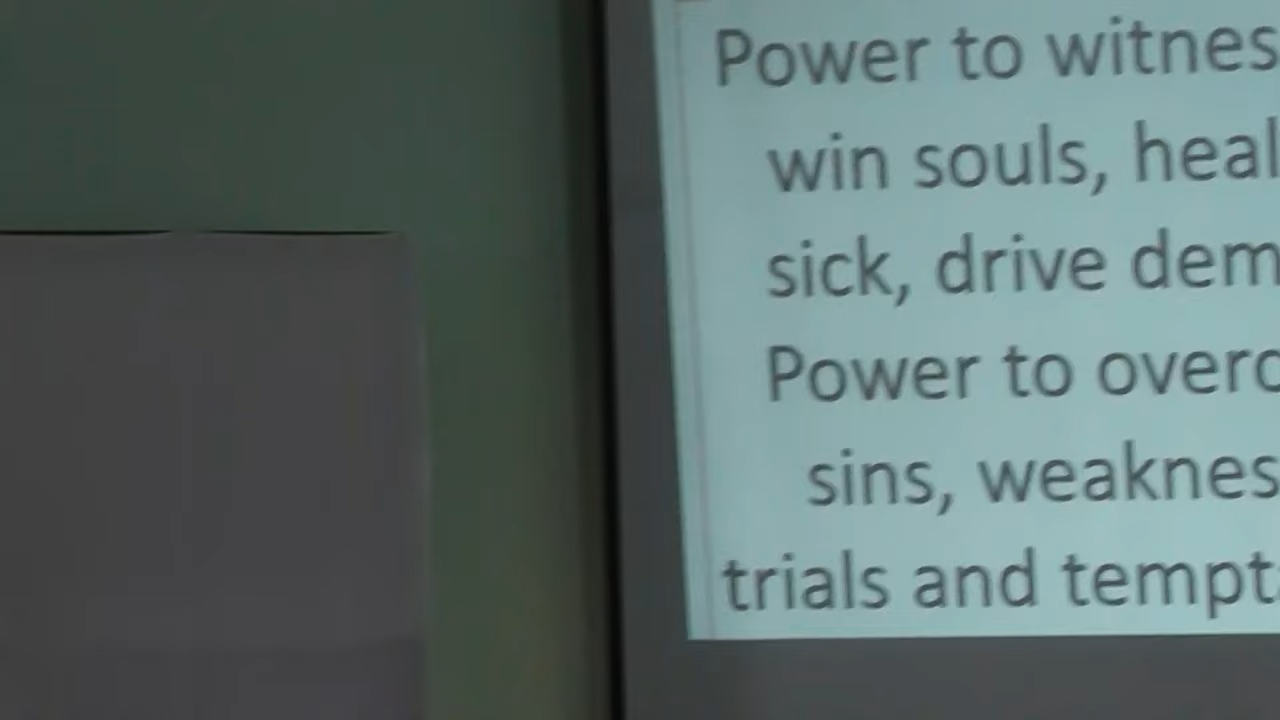 Power to witnes
win souls, heal
sick, drive dem
Power to overc
sins, weaknes
trials and tempt